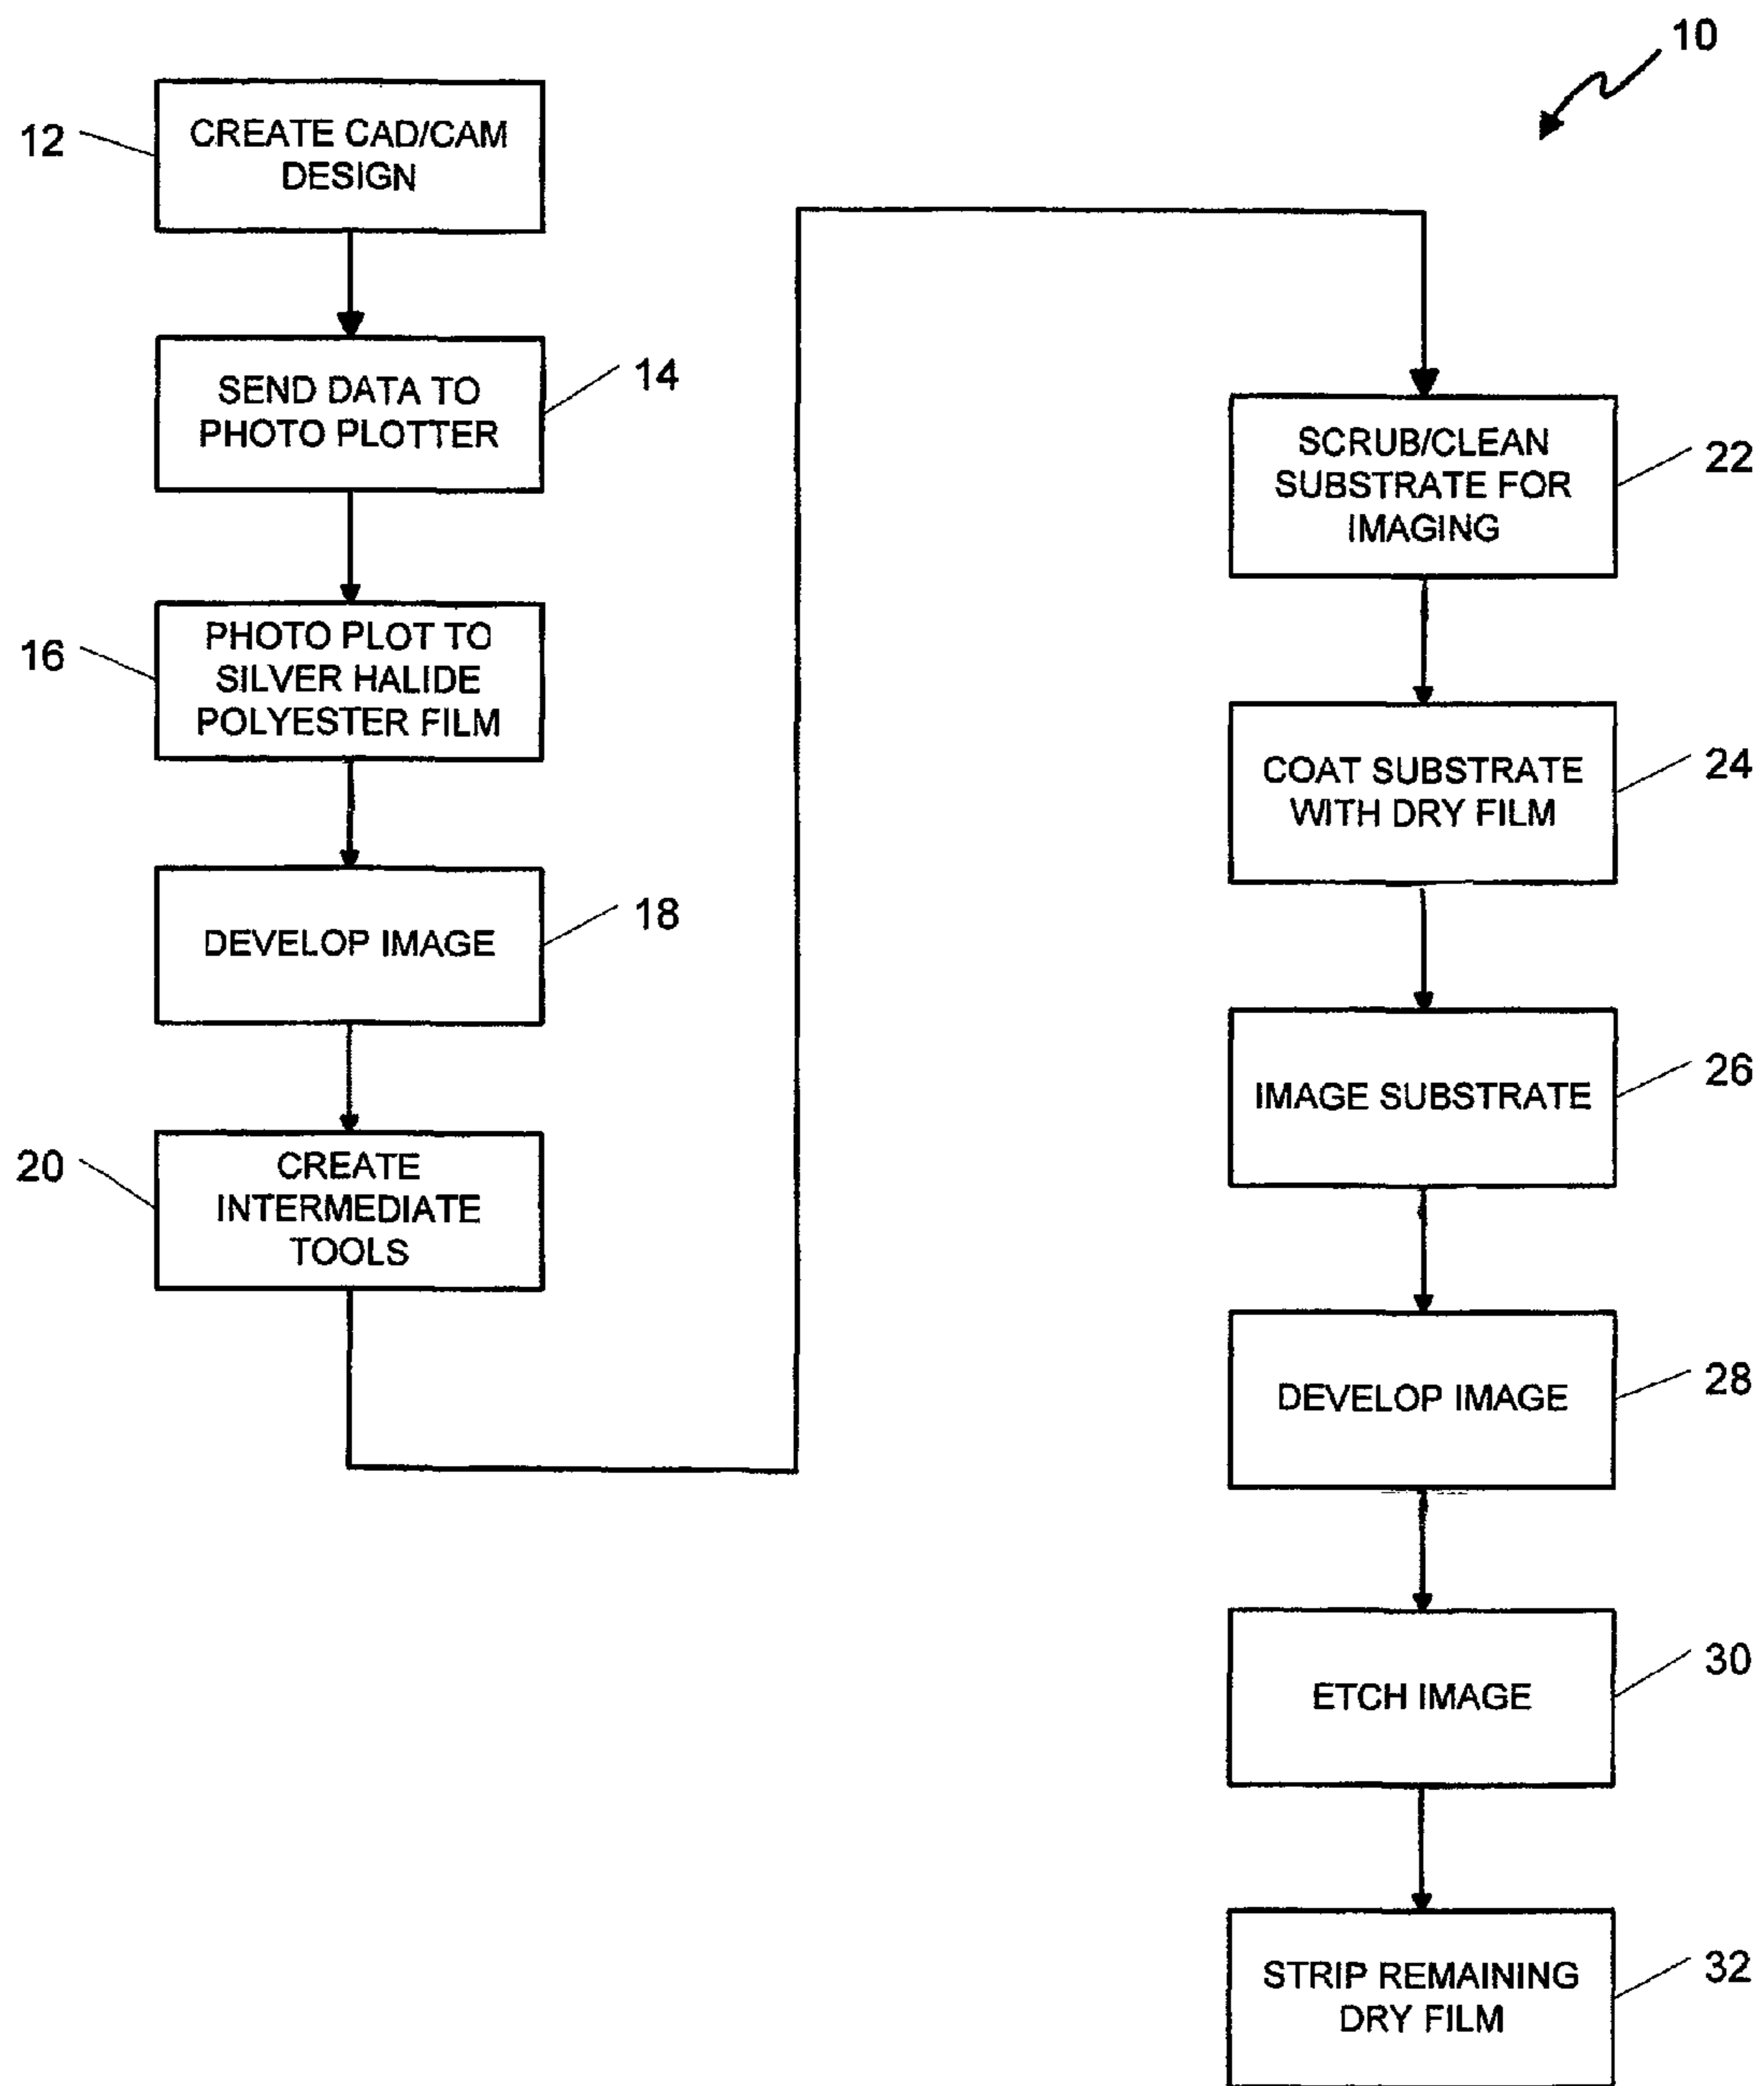 10
12
CREATE CAD/CAM
DESIGN
SEND DATA TO
PHOTO PLOTTER
14
16
PHOTO PLOT TO
SILVER HALIDE
POLYESTER FILM
DEVELOP IMAGE
18
20
CREATE
INTERMEDIATE
TOOLS
SCRUB/CLEAN
SUBSTRATE FOR
IMAGING
22
COAT SUBSTRATE
WITH DRY FILM
24
IMAGE SUBSTRATE
26
DEVELOP IMAGE
28
ETCH IMAGE
30
STRIP REMAINING
DRY FILM
32